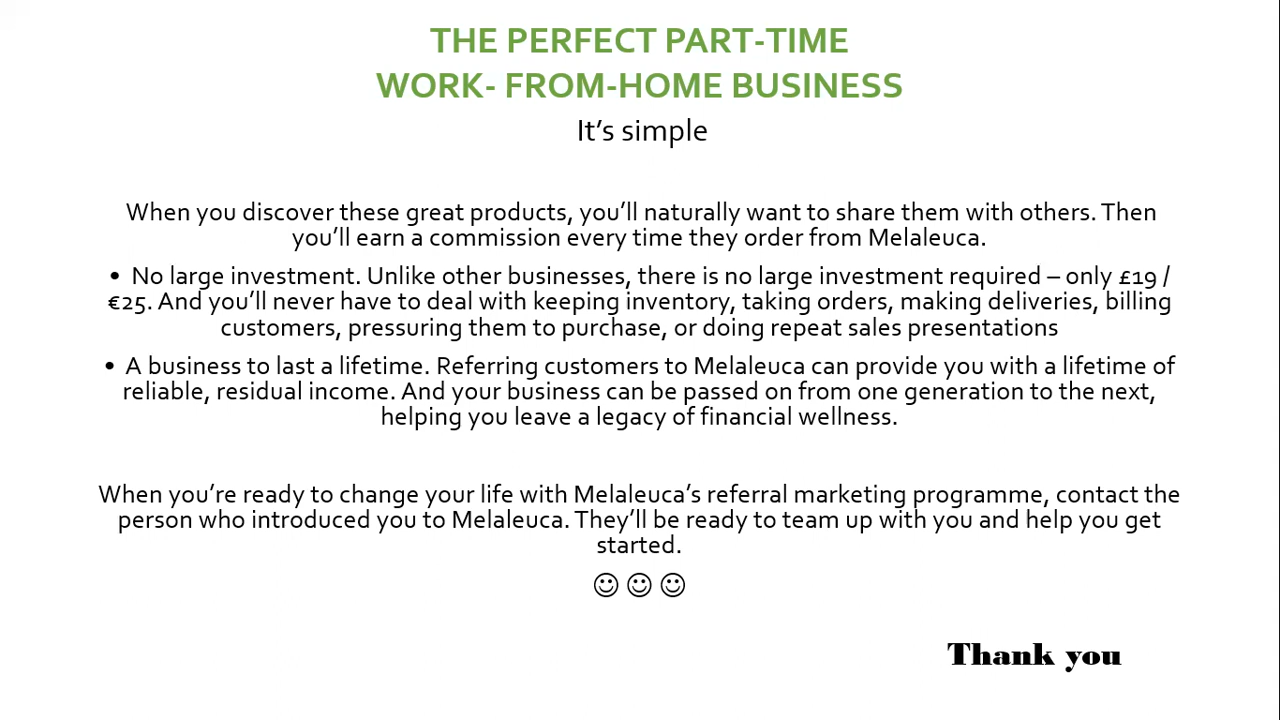 THE PERFECT PART-TIME
WORK- FROM-HOME BUSINESS
It’s simple
When you discover these great products, you’ll naturally want to share them with others. Then
you’ll earn a commission every time they order from Melaleuca.
• No large investment. Unlike other businesses, there is no large investment required – only £19 /
€25. And you’ll never have to deal with keeping inventory, taking orders, making deliveries, billing
customers, pressuring them to purchase, or doing repeat sales presentations
• A business to last a lifetime. Referring customers to Melaleuca can provide you with a lifetime of
reliable, residual income. And your business can be passed on from one generation to the next,
helping you leave a legacy of financial wellness.
When you’re ready to change your life with Melaleuca’s referral marketing programme, contact the
person who introduced you to Melaleuca. They’ll be ready to team up with you and help you get
started.
☺ ☺ ☺
Thank you